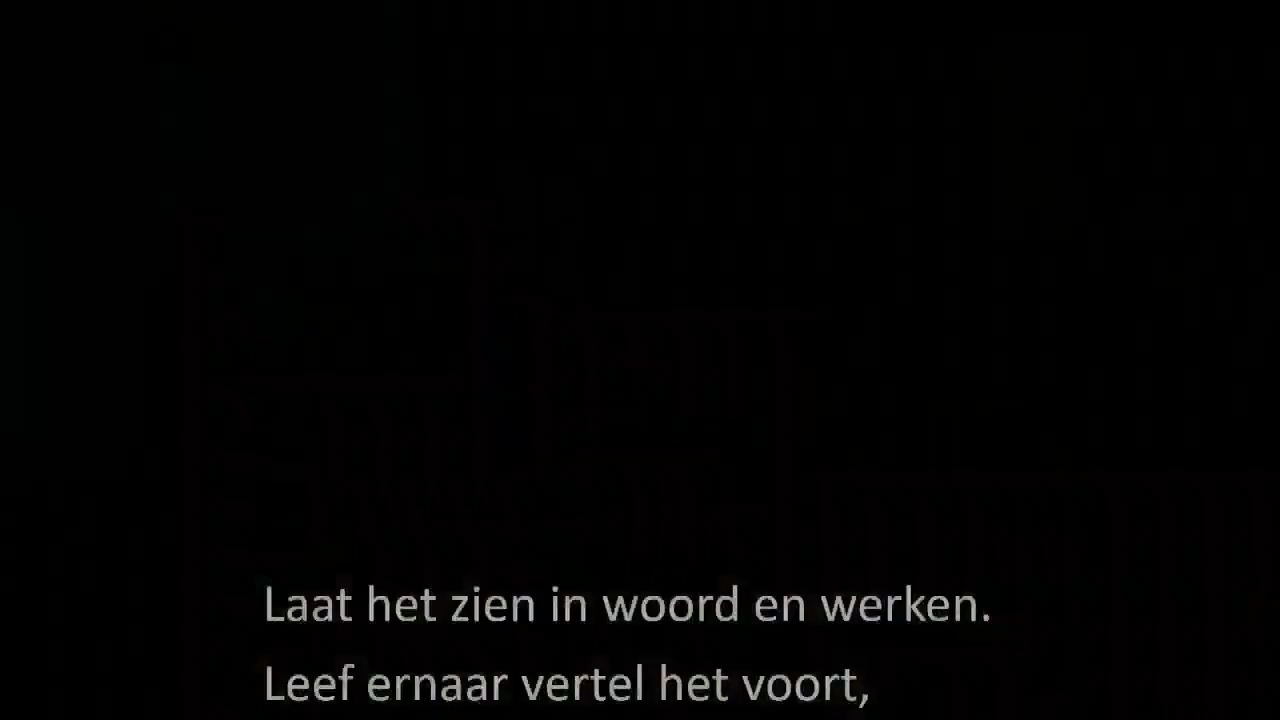 Laat het zien in woord en werken.
Leef ernaar vertel het voort,